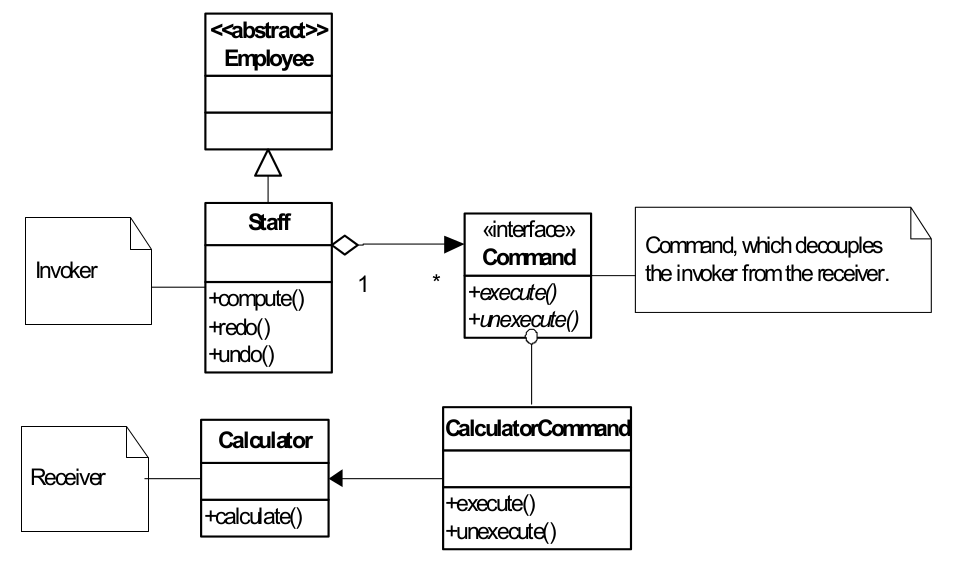 <<abstract>>
Employee
Staff
+compute()
+redo()
+undo()
Invoker
1
*
«interface»
Command
+execute()
+unexecute()
Command, which decouples
the invoker from the receiver.
Receiver
Calculator
+calculate()
CalculatorCommand
+execute()
+unexecute()